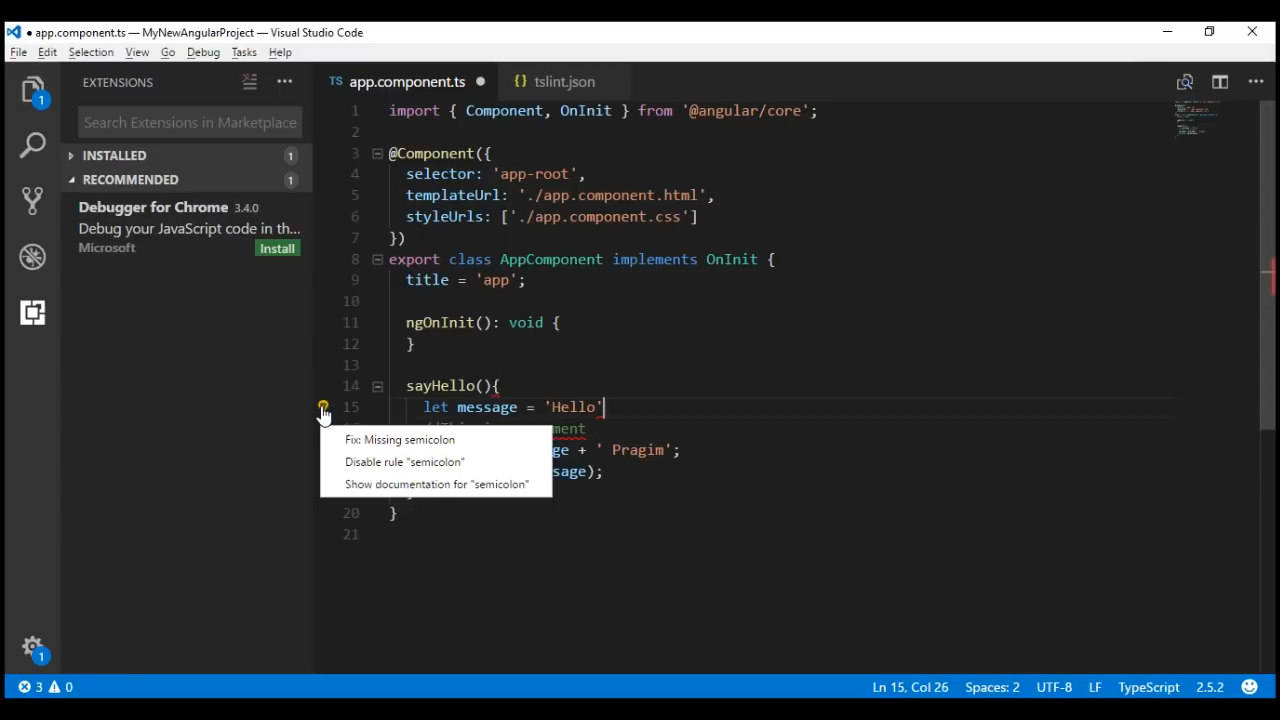 ● app.component.ts — MyNewAngularProject — Visual Studio Code
File Edit Selection View Go Debug Tasks Help
EXTENSIONS
Search Extensions in Marketplace
INSTALLED 1
RECOMMENDED 1
Debugger for Chrome 3.4.0
Debug your JavaScript code in th...
Microsoft Install
1
1
TS app.component.ts ●
{} tslint.json
1 import { Component, OnInit } from '@angular/core';
2
3 @Component({
4 selector: 'app-root',
5 templateUrl: './app.component.html',
6 styleUrls: ['./app.component.css']
7 })
8 export class AppComponent implements OnInit {
9 title = 'app';
10
11 ngOnInit(): void {
12 }
13
14 sayHello(){
15 let message = 'Hello'
ment
ge + ' Pragim';
sage);
20 }
21
Fix: Missing semicolon
Disable rule "semicolon"
Show documentation for "semicolon"
3 0 Ln 15, Col 26 Spaces: 2 UTF-8 LF TypeScript 2.5.2